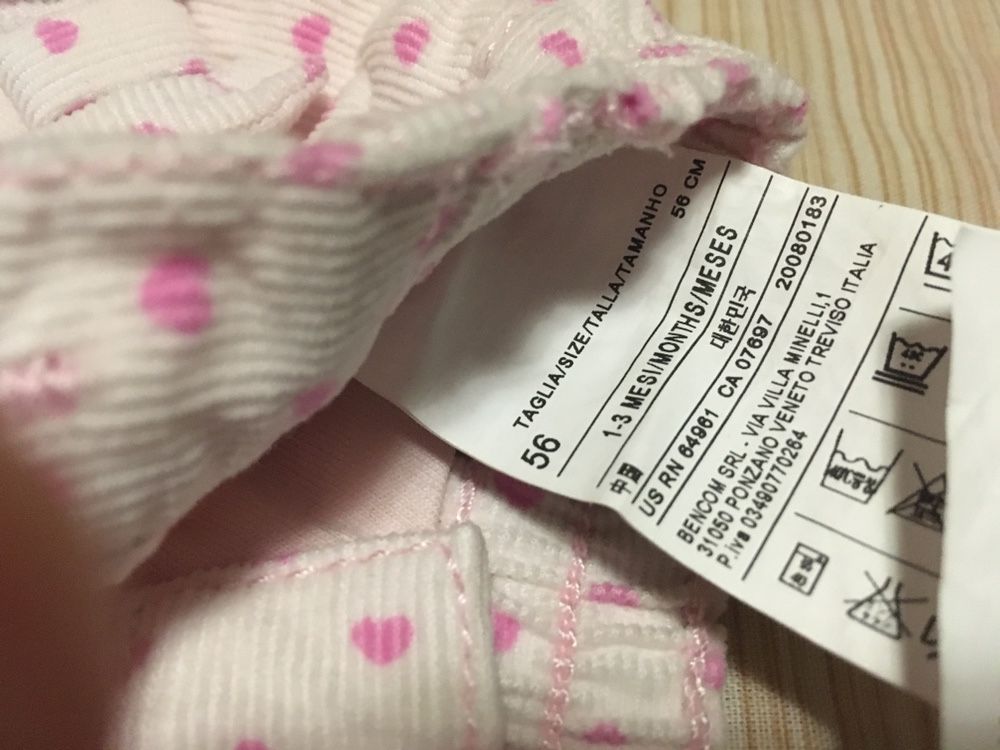 TAGLIA/SIZE/TALLA/TAMANHO
56 56 CM
1-3 MESI/MONTHS/MESES
中国 대한민국
US RN 64961 CA 07697 20080183
BENCOM SRL - VIA VILLA MINELLI,1
31050 PONZANO VENETO TREVISO ITALIA
P.iva 03490770264